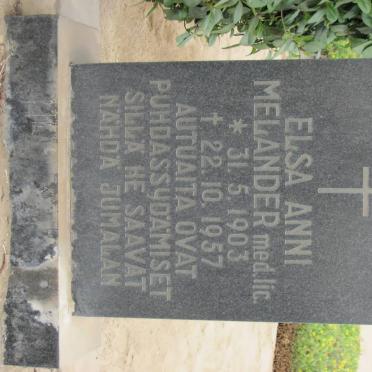 ELSA ANNI
MELANDER med.lic.
* 31. 5. 1903
† 22. 10. 1957
AUTUAITA OVAT
PUHDASSYDÄMISET
SILLÄ HE SAAVAT
NÄHDÄ JUMALAN